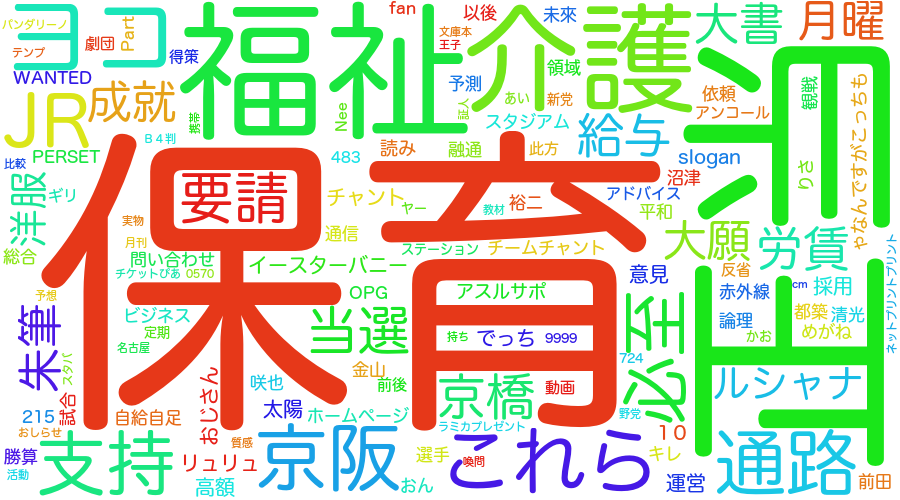 ヨコ
福祉
介護
fan
以後
未來
大書
月曜
バンダリーノ
劇団
Part
文庫本
王子
テンプ
得策
WANTED
予測
領域
JR
成就
携帯
Nee
あい
新党
証人
依頼
観戦
アンコール
やなんですがこっちも
B4判
スタジアム
給与
比較
PERSET
483
読み
融通
此方
slogan
沼津
りさ
洋服
ギリ
保育
要請
チャント
ヤー
教材
裕二
アドバイス
平和
総合
実物
月刊
通信
大願
労賃
問い合わせ
ステーション
チームチャント
イースターバニー
チケットぴあ
0570
意見
反省
予想
OPG
アスルサポ
赤外線
cm
採用
朱筆
ビジネス
定期
当選
持ち
でっち
9999
必至
論理
都築
清光
めがね
かお
ネットプリントプリント
名古屋
スタバ
金山
前後
724
咲也
京橋
動画
ルシャナ
215
試合
自給自足
おじさん
太陽
ホームページ
ラミカプレゼント
野党
おしらせ
支持
質感
京阪
選手
これら
10
キレ
通路
勝算
活動
リュリュ
高額
おん
喚問
運営
前田